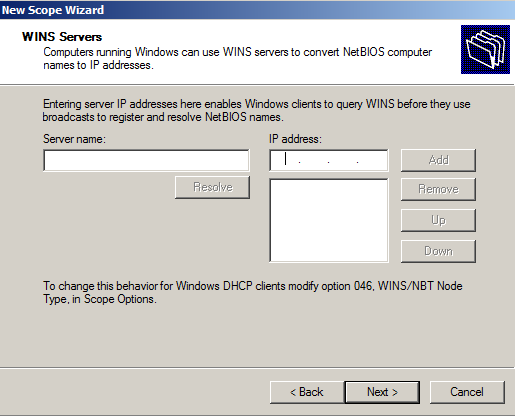 New Scope Wizard
WINS Servers
Computers running Windows can use WINS servers to convert NetBIOS computer
names to IP addresses.
Entering server IP addresses here enables Windows clients to query WINS before they use
broadcasts to register and resolve NetBIOS names.
Server name:
IP address:
. . .
Add
Resolve
Remove
Up
Down
To change this behavior for Windows DHCP clients modify option 046, WINS/NBT Node
Type, in Scope Options.
< Back
Next >
Cancel